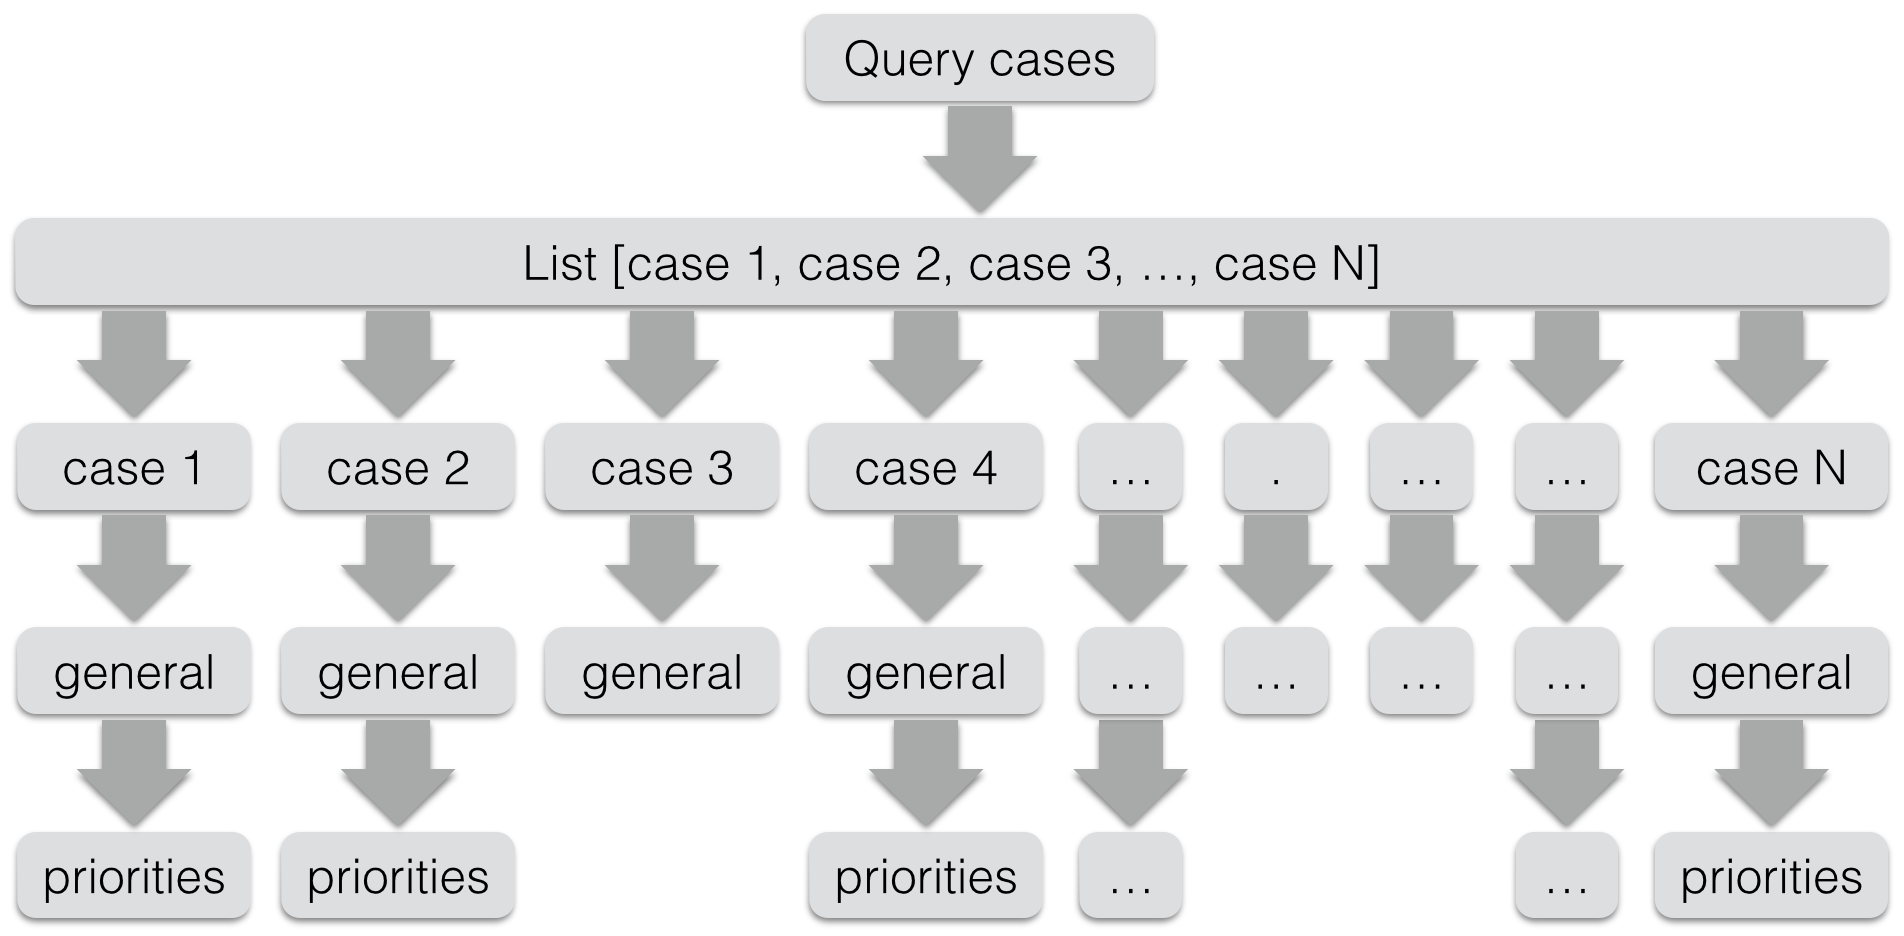 Query cases
List [case 1, case 2, case 3, …, case N]
case 1 case 2 case 3 case 4 … . … … case N
general general general general … … … … general
priorities priorities priorities … … priorities